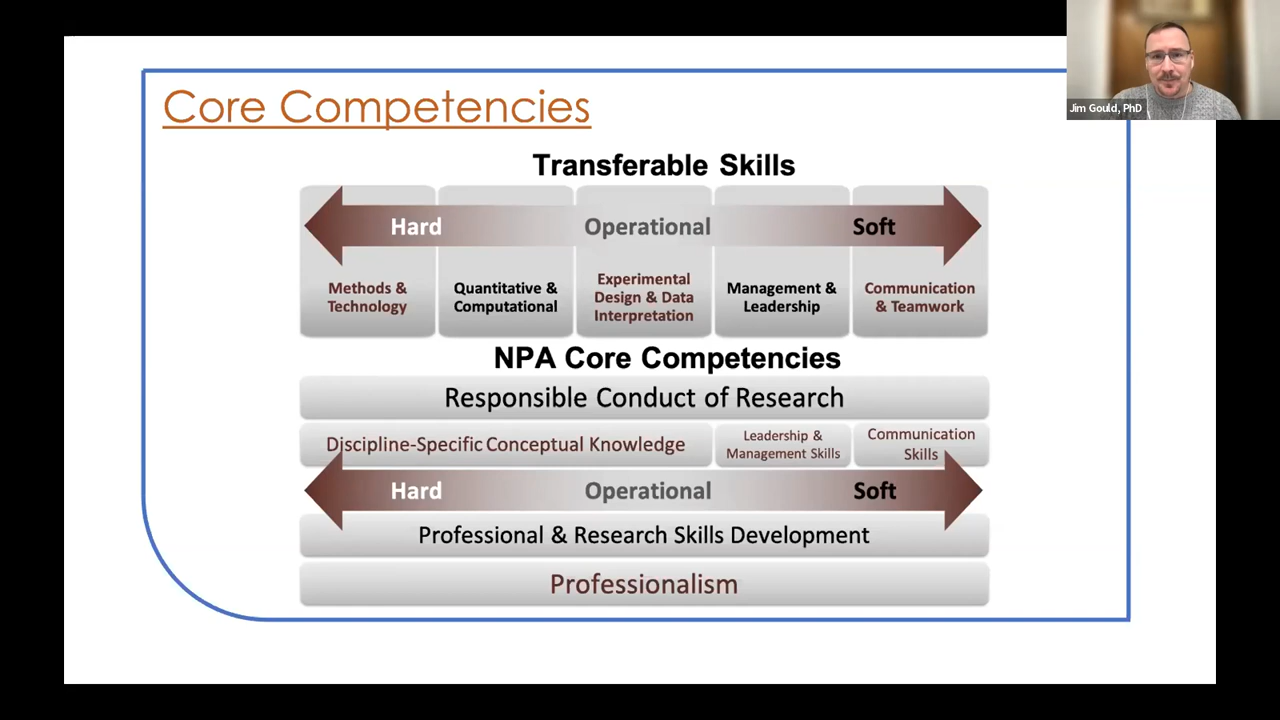 Core Competencies
Jim Gould, PhD
Transferable Skills
Hard Operational Soft
Methods &
Technology
Quantitative &
Computational
Experimental
Design & Data
Interpretation
Management &
Leadership
Communication
& Teamwork
NPA Core Competencies
Responsible Conduct of Research
Discipline-Specific Conceptual Knowledge
Leadership &
Management Skills
Communication
Skills
Hard Operational Soft
Professional & Research Skills Development
Professionalism